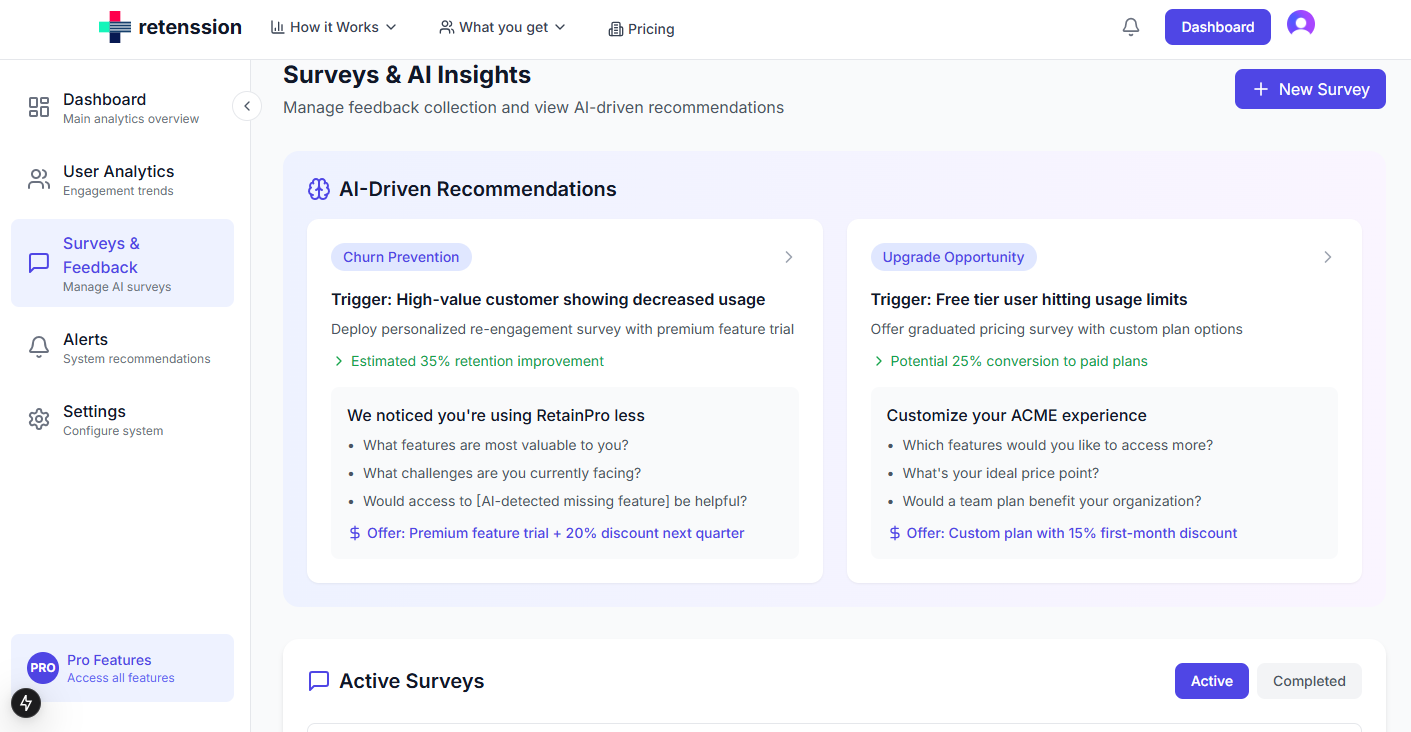 retenssion
How it Works
What you get
Pricing
Dashboard
Dashboard
Main analytics overview
User Analytics
Engagement trends
Surveys &
Feedback
Manage AI surveys
Alerts
System recommendations
Settings
Configure system
PRO
Pro Features
Access all features
Surveys & AI Insights
Manage feedback collection and view AI-driven recommendations
+ New Survey
AI-Driven Recommendations
Churn Prevention
Trigger: High-value customer showing decreased usage
Deploy personalized re-engagement survey with premium feature trial
Estimated 35% retention improvement
We noticed you're using RetainPro less
• What features are most valuable to you?
• What challenges are you currently facing?
• Would access to [AI-detected missing feature] be helpful?
$ Offer: Premium feature trial + 20% discount next quarter
Upgrade Opportunity
Trigger: Free tier user hitting usage limits
Offer graduated pricing survey with custom plan options
Potential 25% conversion to paid plans
Customize your ACME experience
• Which features would you like to access more?
• What's your ideal price point?
• Would a team plan benefit your organization?
$ Offer: Custom plan with 15% first-month discount
Active Surveys
Active
Completed